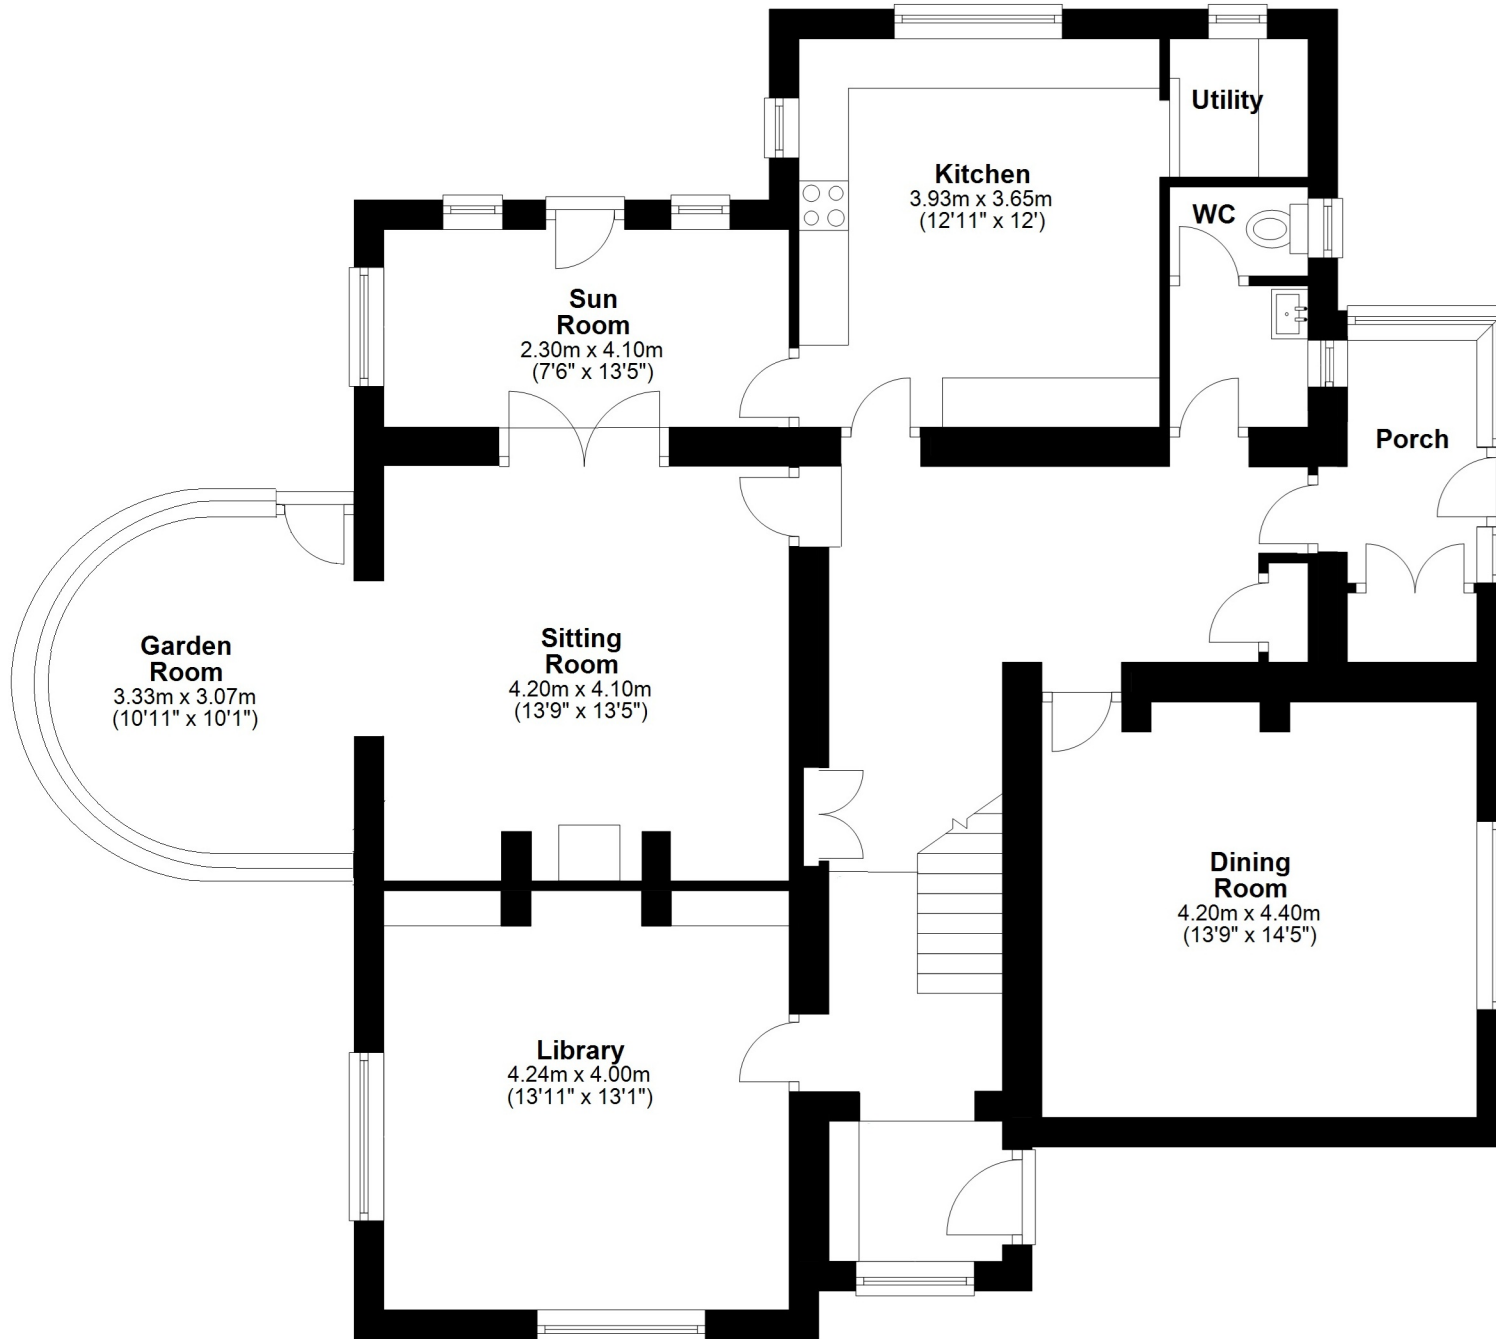 Utility
Kitchen
3.93m x 3.65m
(12'11" x 12')
WC
Sun
Room
2.30m x 4.10m
(7'6" x 13'5")
Porch
Garden
Room
3.33m x 3.07m
(10'11" x 10'1")
Sitting
Room
4.20m x 4.10m
(13'9" x 13'5")
Dining
Room
4.20m x 4.40m
(13'9" x 14'5")
Library
4.24m x 4.00m
(13'11" x 13'1")